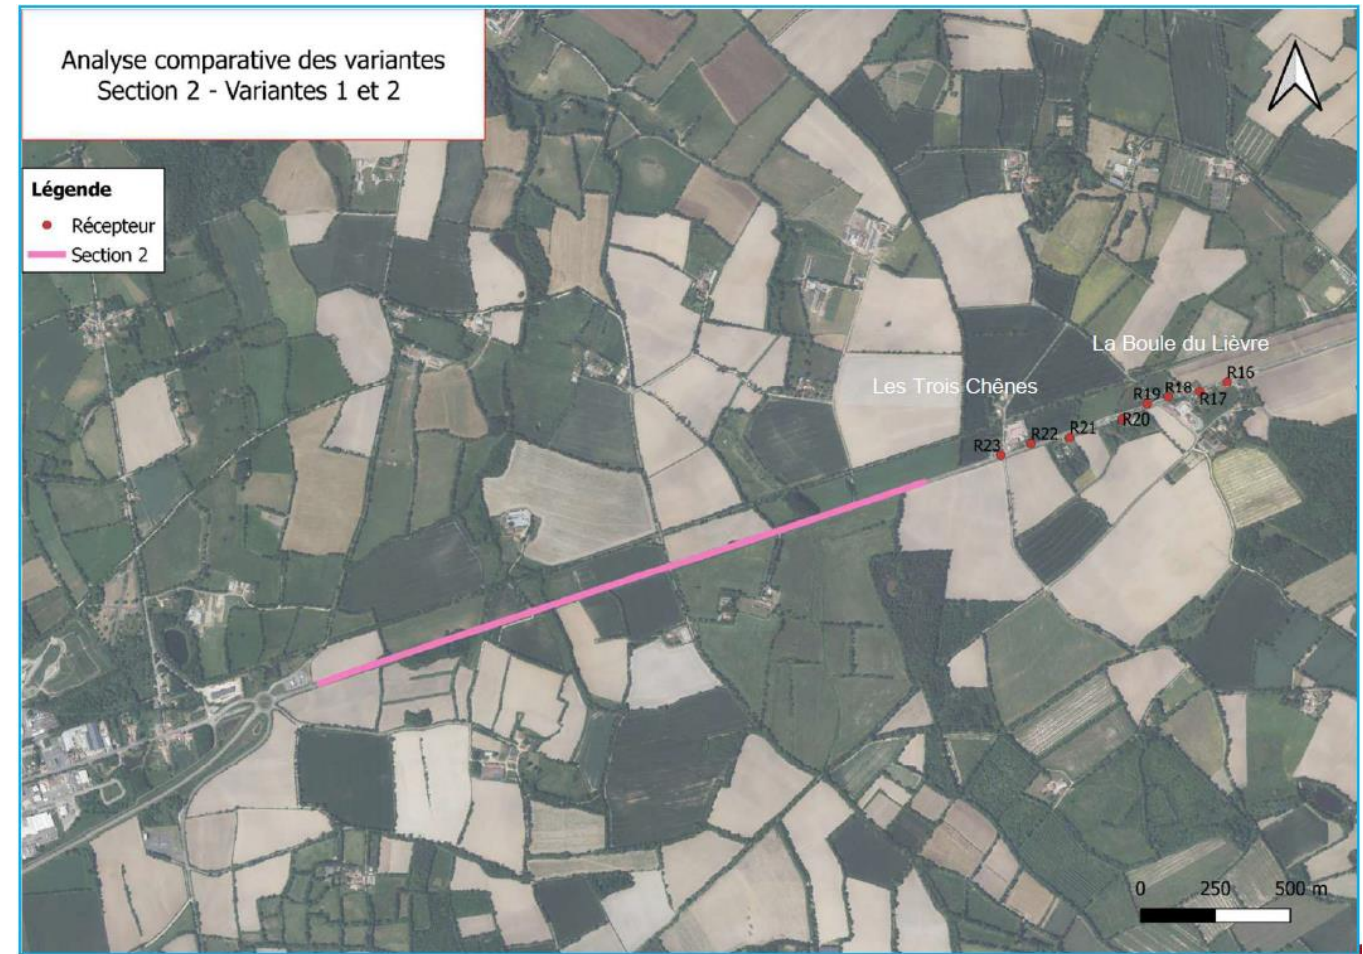 Analyse comparative des variantes
Section 2 - Variantes 1 et 2
Légende
Récepteur
Section 2
La Boule du Lièvre
Les Trois Chênes
R16
R17
R18
R19
R20
R21
R22
R23
0 250 500 m